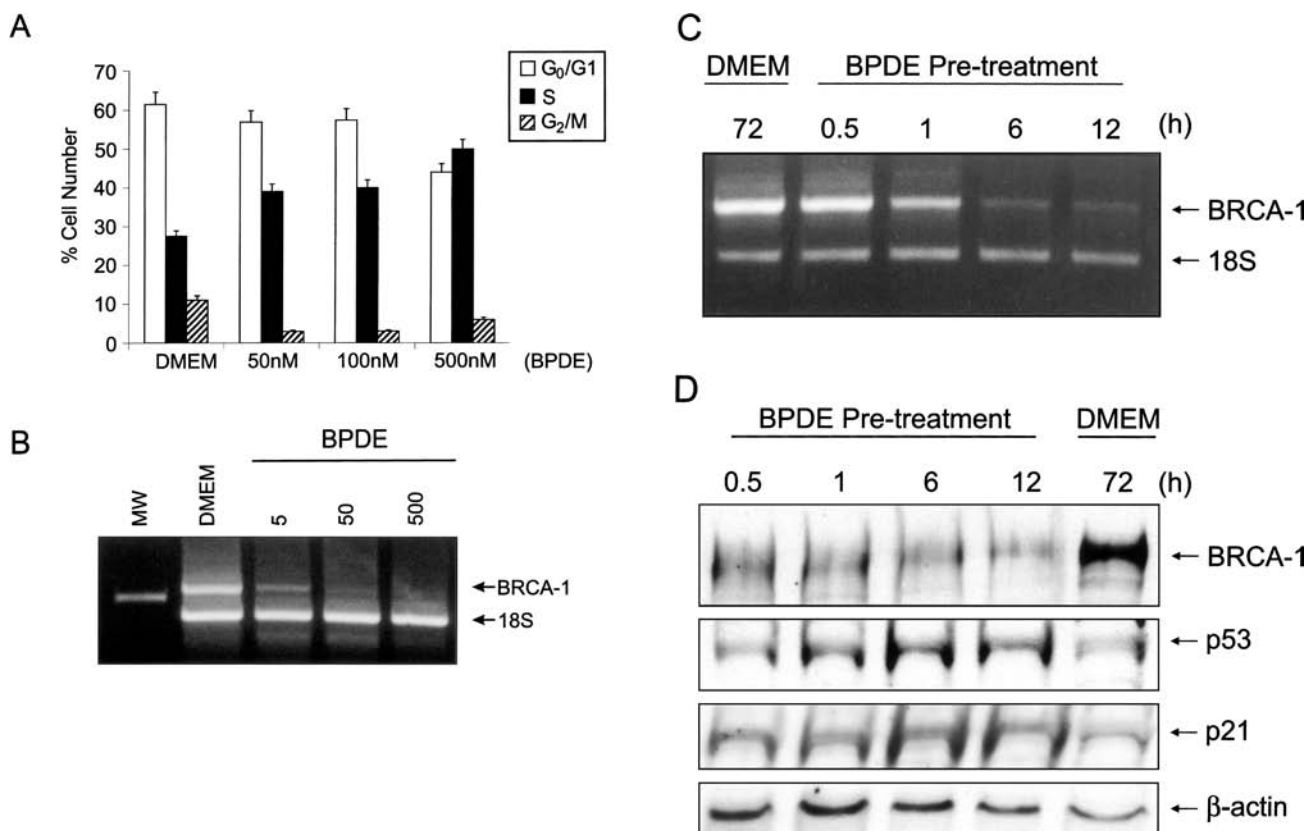 A
% Cell Number
70
60
50
40
30
20
10
0
G₀/G1
S
G₂/M
DMEM 50nM 100nM 500nM (BPDE)
B
BPDE
MW DMEM 5 50 500
BRCA-1
18S
C
DMEM BPDE Pre-treatment
72 0.5 1 6 12 (h)
BRCA-1
18S
D
BPDE Pre-treatment DMEM
0.5 1 6 12 72 (h)
BRCA-1
p53
p21
β-actin